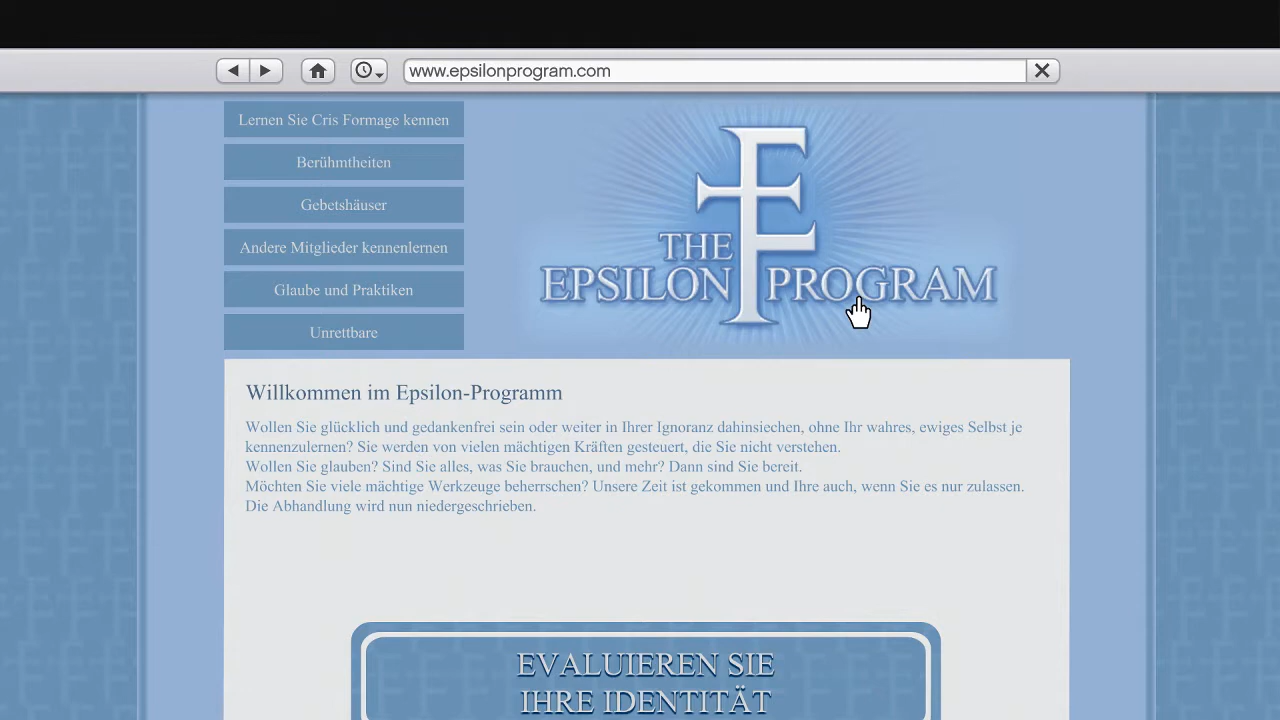 www.epsilonprogram.com
Lernen Sie Cris Formage kennen
Berühmtheiten
Gebetshäuser
Andere Mitglieder kennenlernen
Glaube und Praktiken
Unrettbare
THE
EPSILON PROGRAM
Willkommen im Epsilon-Programm
Wollen Sie glücklich und gedankenfrei sein oder weiter in Ihrer Ignoranz dahinsiechen, ohne Ihr wahres, ewiges Selbst je
kennenzulernen? Sie werden von vielen mächtigen Kräften gesteuert, die Sie nicht verstehen.
Wollen Sie glauben? Sind Sie alles, was Sie brauchen, und mehr? Dann sind Sie bereit.
Möchten Sie viele mächtige Werkzeuge beherrschen? Unsere Zeit ist gekommen und Ihre auch, wenn Sie es nur zulassen.
Die Abhandlung wird nun niedergeschrieben.
EVALUIEREN SIE
IHRE IDENTITÄT